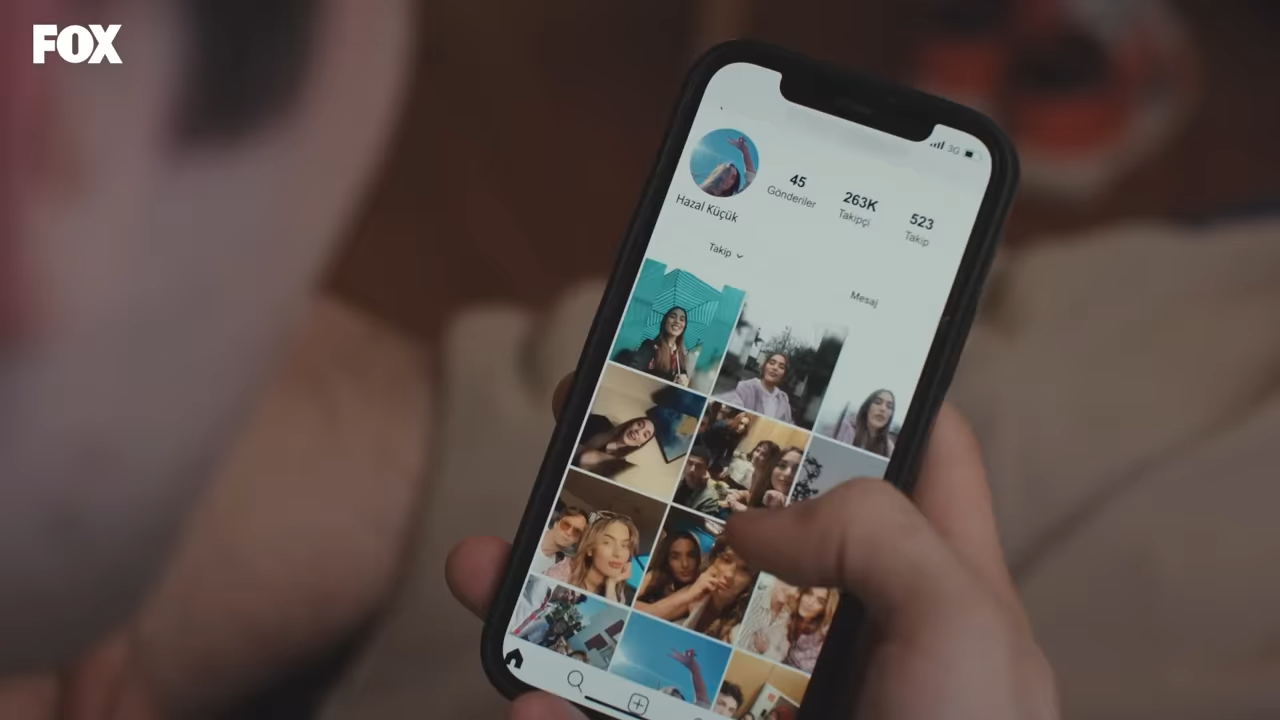 FOX
3G
45
Gönderiler
263K
Takipçi
523
Takip
Hazal Küçük
Takip
Mesaj